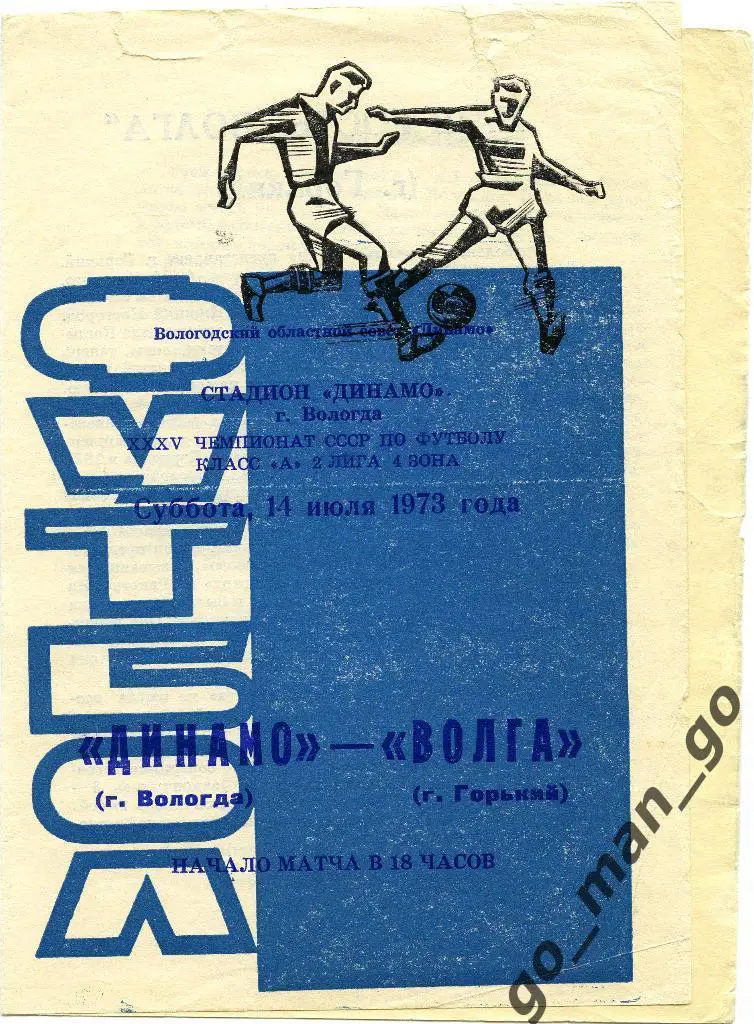 ФУТБОЛ
Вологодский областной совет «Динамо»
СТАДИОН «ДИНАМО»
г. Вологда
XXXV ЧЕМПИОНАТ СССР ПО ФУТБОЛУ
КЛАСС «А» 2 ЛИГА 4 ЗОНА
Суббота, 14 июля 1973 года
«ДИНАМО» — «ВОЛГА»
(г. Вологда) (г. Горький)
НАЧАЛО МАТЧА В 18 ЧАСОВ
go_man_go